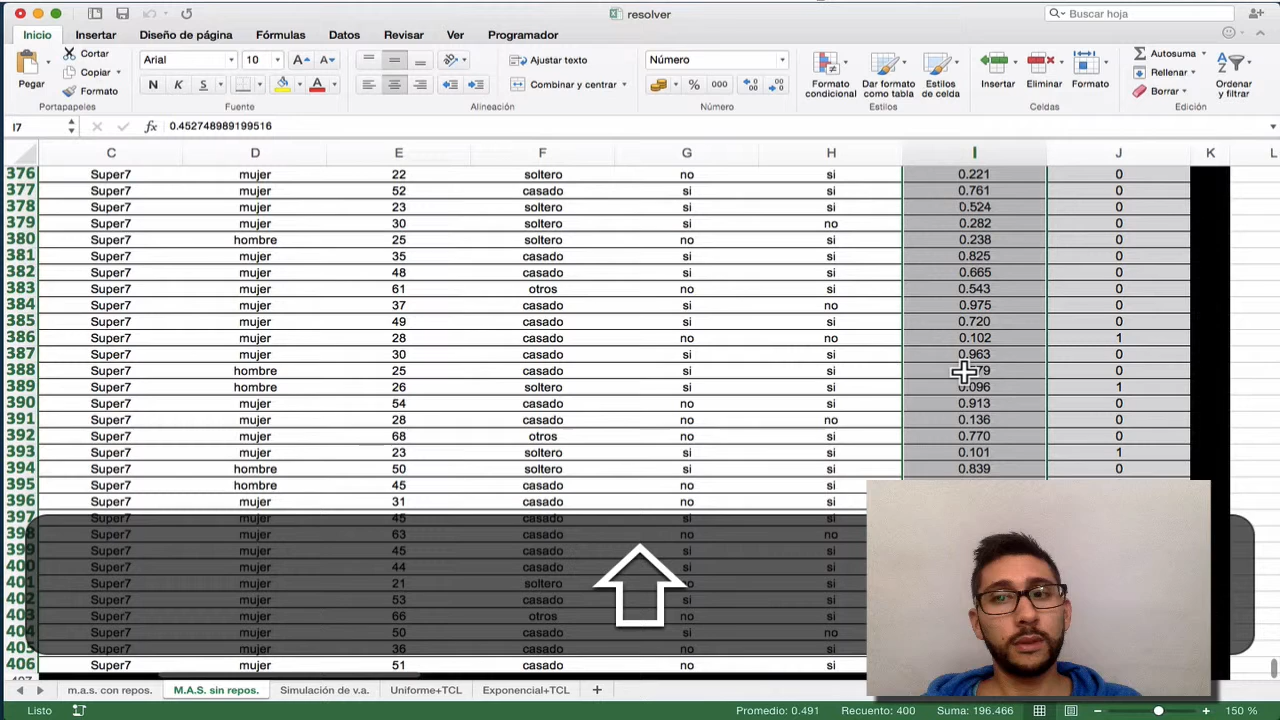 resolver
Buscar hoja
Inicio Insertar Diseño de página Fórmulas Datos Revisar Ver Programador
Pegar Cortar Copiar Formato
Arial 10
N K S A
Ajustar texto
Combinar y centrar
Número
% 000
Formato condicional Dar formato como tabla Estilos de celda
Insertar Eliminar Formato
Autosuma Rellenar Borrar
Ordenar y filtrar
Portapapeles Fuente Alineación Número Estilos Celdas Edición
I7 fx 0.452748989199516
C D E F G H I J K L
376 Super7 mujer 22 soltero no si 0.221 0
377 Super7 mujer 52 casado si si 0.761 0
378 Super7 mujer 23 soltero si si 0.524 0
379 Super7 mujer 30 soltero si no 0.282 0
380 Super7 hombre 25 soltero no si 0.238 0
381 Super7 mujer 35 casado si si 0.825 0
382 Super7 mujer 48 casado si si 0.665 0
383 Super7 mujer 61 otros no si 0.543 0
384 Super7 mujer 37 casado si no 0.975 0
385 Super7 mujer 49 casado si si 0.720 0
386 Super7 mujer 28 casado no no 0.102 1
387 Super7 mujer 30 casado si si 0.963 0
388 Super7 hombre 25 casado si si 0
389 Super7 hombre 26 soltero si si 0.096 1
390 Super7 mujer 54 casado no si 0.913 0
391 Super7 mujer 28 casado no no 0.136 0
392 Super7 mujer 68 otros no si 0.770 0
393 Super7 mujer 23 soltero si si 0.101 1
394 Super7 hombre 50 soltero si si 0.839 0
395 Super7 hombre 45 casado no si
396 Super7 mujer 31 casado no si
397 Super7 mujer 45 casado si si
398 Super7 mujer 63 casado no no
399 Super7 mujer 45 casado si si
400 Super7 mujer 44 casado si si
401 Super7 mujer 21 soltero si
402 Super7 mujer 53 casado si si
403 Super7 mujer 66 otros no si
404 Super7 mujer 50 casado si no
405 Super7 mujer 36 casado no si
406 Super7 mujer 51 casado no si
m.a.s. con repos. M.A.S. sin repos. Simulación de v.a. Uniforme+TCL Exponencial+TCL +
Listo Promedio: 0.491 Recuento: 400 Suma: 196.466 150 %